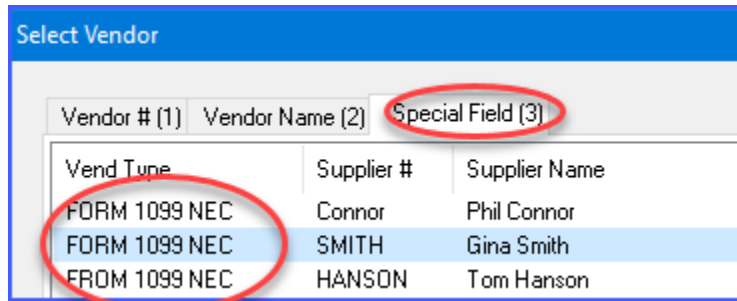 Select Vendor
Vendor # (1) Vendor Name (2) Special Field (3)
Vend Type Supplier # Supplier Name
FORM 1099 NEC Connor Phil Connor
FORM 1099 NEC SMITH Gina Smith
FROM 1099 NEC HANSON Tom Hanson